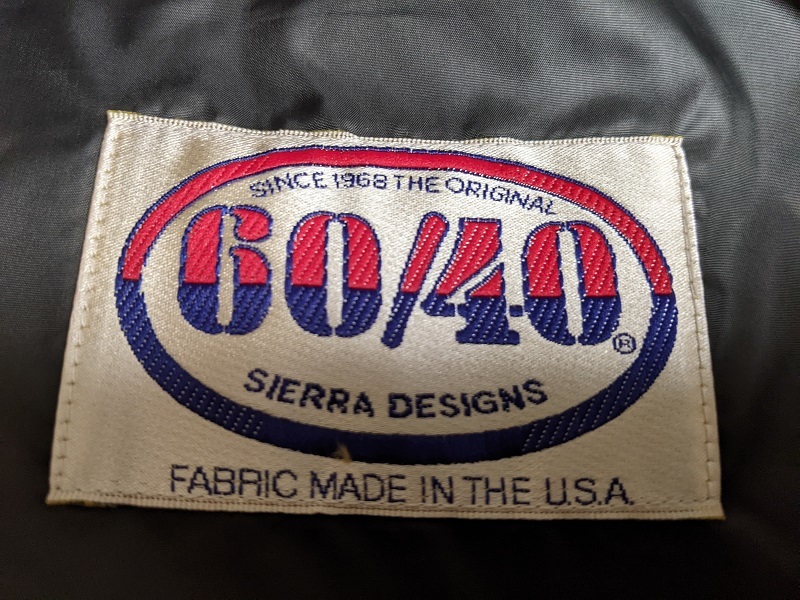 SINCE 1968 THE ORIGINAL
60/40®
SIERRA DESIGNS
FABRIC MADE IN THE U.S.A.